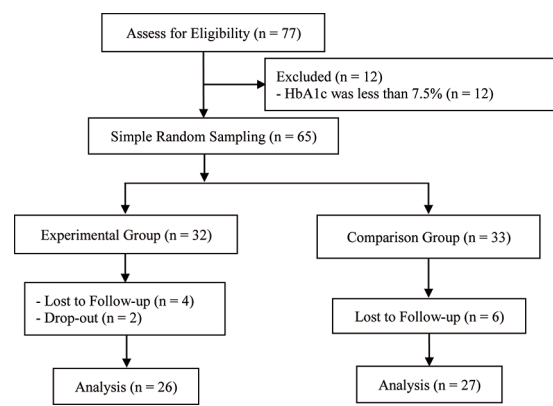 Assess for Eligibility (n = 77)
Excluded (n = 12)
- HbA1c was less than 7.5% (n = 12)
Simple Random Sampling (n = 65)
Experimental Group (n = 32)
Comparison Group (n = 33)
- Lost to Follow-up (n = 4)
- Drop-out (n = 2)
Lost to Follow-up (n = 6)
Analysis (n = 26)
Analysis (n = 27)